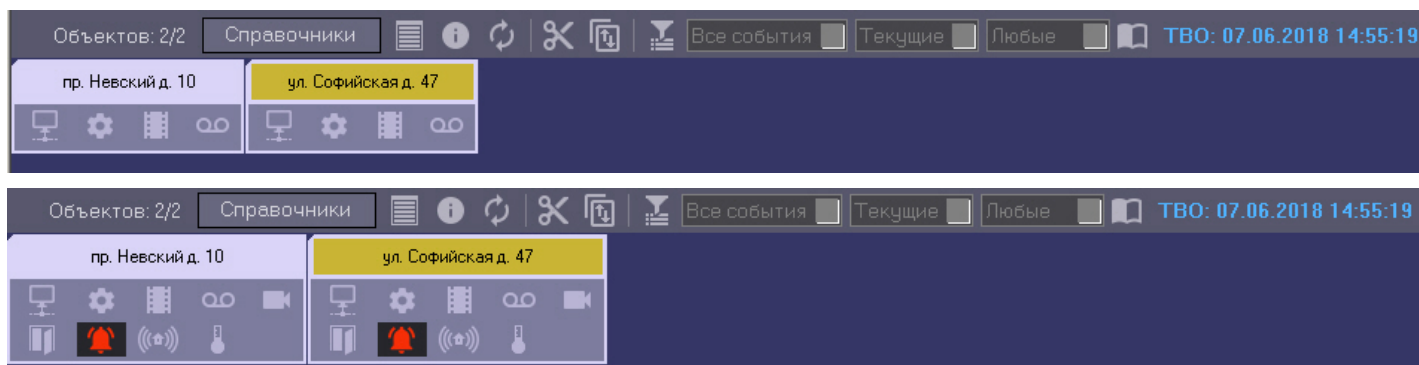 Объектов: 2/2 Справочники Все события Текущие Любые ТВО: 07.06.2018 14:55:19
пр. Невский д. 10 ул. Софийская д. 47
Объектов: 2/2 Справочники Все события Текущие Любые ТВО: 07.06.2018 14:55:19
пр. Невский д. 10 ул. Софийская д. 47